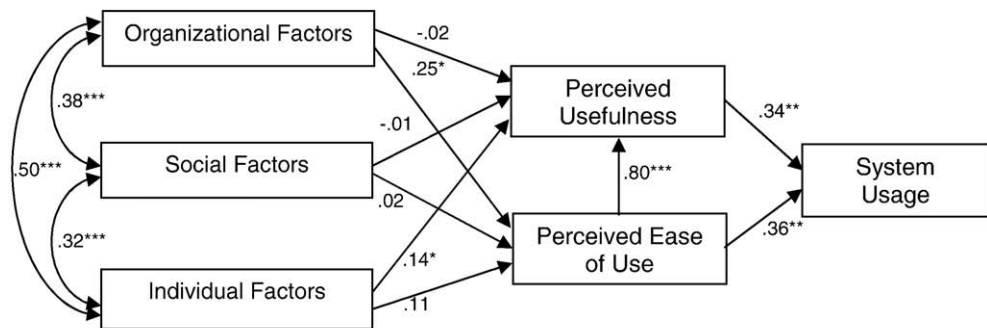 Organizational Factors
-.02
.25*
Perceived
Usefulness
.38***
-.01
.34**
Social Factors
.50***
.80***
System
Usage
.02
.32***
Perceived Ease
of Use
.36**
.14*
Individual Factors
.11